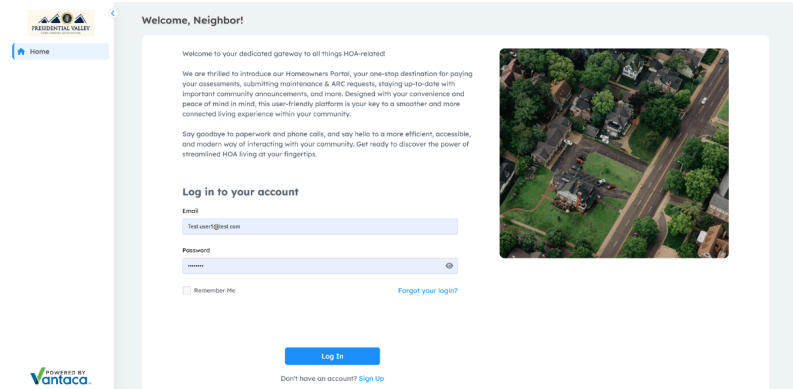 Welcome, Neighbor!
PRESIDENTIAL VALLEY
Home
Welcome to your dedicated gateway to all things HOA-related!
We are thrilled to introduce our Homeowners Portal, your one-stop destination for paying
your assessments, submitting maintenance & ARC requests, staying up-to-date with
important community announcements, and more. Designed with your convenience and
peace of mind in mind, this user-friendly platform is your key to a smoother and more
connected living experience within your community.
Say goodbye to paperwork and phone calls, and say hello to a more efficient, accessible,
and modern way of interacting with your community. Get ready to discover the power of
streamlined HOA living at your fingertips.
Log in to your account
Email
Test.user1@test.com
Password
••••••••
Remember Me
Forgot your login?
Log In
Don't have an account? Sign Up
POWERED BY
Vantaca